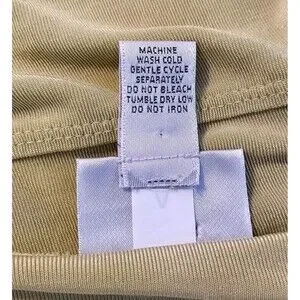 MACHINE
WASH COLD
GENTLE CYCLE
SEPARATELY
DO NOT BLEACH
TUMBLE DRY LOW
DO NOT IRON